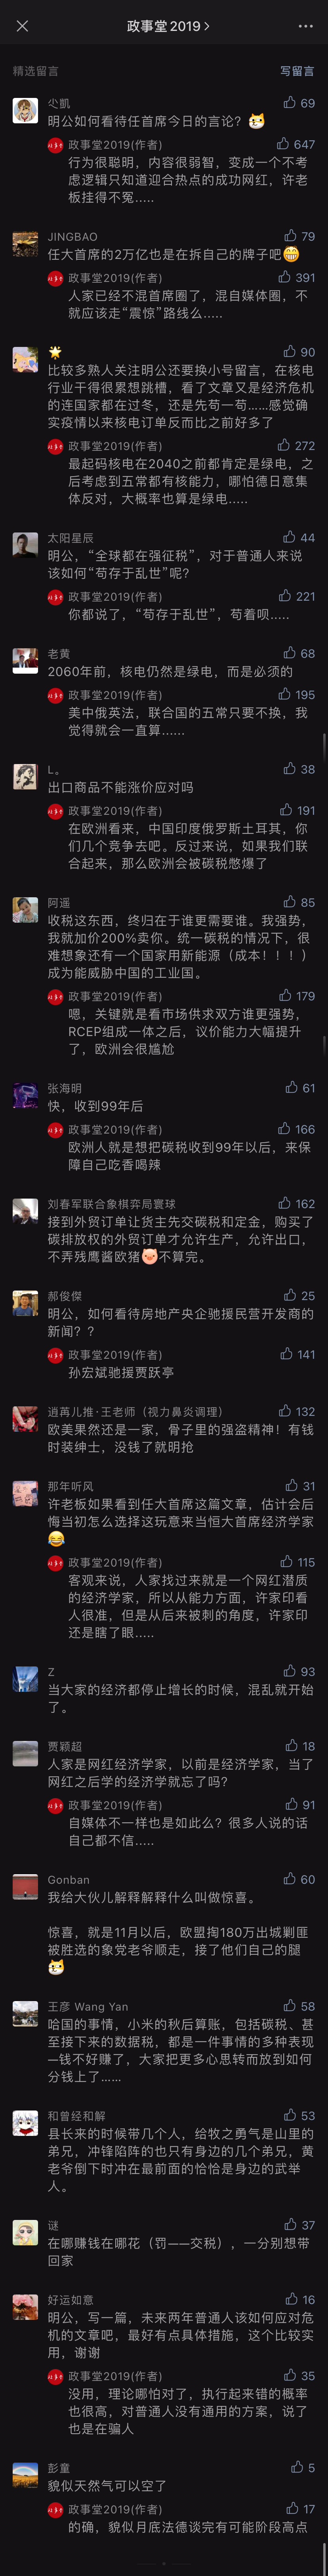 政事堂2019
精选留言
写留言
尐凱
69
明公如何看待任首席今日的言论？🐱
政事堂2019(作者)
647
行为很聪明，内容很弱智，变成一个不考
虑逻辑只知道迎合热点的成功网红，许老
板挂得不冤.....
JINGBAO
79
任大首席的2万亿也是在拆自己的牌子吧😁
政事堂2019(作者)
391
人家已经不混首席圈了，混自媒体圈，不
就应该走“震惊”路线么.....
🌟
90
比较多熟人关注明公还要换小号留言，在核电
行业干得很累想跳槽，看了文章又是经济危机
的连国家都在过冬，还是先苟一苟……感觉确
实疫情以来核电订单反而比之前好多了
政事堂2019(作者)
272
最起码核电在2040之前都肯定是绿电，之
后考虑到五常都有核能力，哪怕德日意集
体反对，大概率也算是绿电.....
太阳星辰
44
明公，“全球都在强征税”，对于普通人来说
该如何“苟存于乱世”呢？
政事堂2019(作者)
221
你都说了，“苟存于乱世”，苟着呗.....
老黄
68
2060年前，核电仍然是绿电，而是必须的
政事堂2019(作者)
195
美中俄英法，联合国的五常只要不换，我
觉得就会一直算......
L。
38
出口商品不能涨价应对吗
政事堂2019(作者)
191
在欧洲看来，中国印度俄罗斯土耳其，你
们几个竞争去吧。反过来说，如果我们联
合起来，那么欧洲会被碳税憋爆了
阿遥
85
收税这东西，终归在于谁更需要谁。我强势，
我就加价200%卖你。统一碳税的情况下，很
难想象还有一个国家用新能源（成本！！！）
成为能威胁中国的工业国。
政事堂2019(作者)
179
嗯，关键就是看市场供求双方谁更强势，
RCEP组成一体之后，议价能力大幅提升
了，欧洲会很尴尬
张海明
61
快，收到99年后
政事堂2019(作者)
166
欧洲人就是想把碳税收到99年以后，来保
障自己吃香喝辣
刘春军联合象棋弈局寰球
162
接到外贸订单让货主先交碳税和定金，购买了
碳排放权的外贸订单才允许生产，允许出口，
不弄残鹰酱欧猪🐷不算完。
郝俊傑
25
明公，如何看待房地产央企驰援民营开发商的
新闻？？
政事堂2019(作者)
141
孙宏斌驰援贾跃亭
逍苒儿推·王老师（视力鼻炎调理）
132
欧美果然还是一家，骨子里的强盗精神！有钱
时装绅士，没钱了就明抢
那年听风
31
许老板如果看到任大首席这篇文章，估计会后
悔当初怎么选择这玩意来当恒大首席经济学家
😂
政事堂2019(作者)
115
客观来说，人家找过来就是一个网红潜质
的经济学家，所以从能力方面，许家印看
人很准，但是从后来被刺的角度，许家印
还是瞎了眼.....
Z
93
当大家的经济都停止增长的时候，混乱就开始
了。
贾颖超
18
人家是网红经济学家，以前是经济学家，当了
网红之后学的经济学就忘了吗？
政事堂2019(作者)
91
自媒体不一样也是如此么？很多人说的话
自己都不信.....
Gonban
60
我给大伙儿解释解释什么叫做惊喜。
惊喜，就是11月以后，欧盟掏180万出城剿匪
被胜选的象党老爷顺走，接了他们自己的腿
🐱
王彦 Wang Yan
58
哈国的事情，小米的秋后算账，包括碳税、甚
至接下来的数据税，都是一件事情的多种表现
—钱不好赚了，大家把更多心思转而放到如何
分钱上了……
和曾经和解
53
县长来的时候带几个人，给牧之勇气是山里的
弟兄，冲锋陷阵的也只有身边的几个弟兄，黄
老爷倒下时冲在最前面的恰恰是身边的武举
人。
谜
37
在哪赚钱在哪花（罚——交税），一分别想带
回家
好运如意
16
明公，写一篇，未来两年普通人该如何应对危
机的文章吧，最好有点具体措施，这个比较实
用，谢谢
政事堂2019(作者)
35
没用，理论哪怕对了，执行起来错的概率
也很高，对普通人没有通用的方案，说了
也是在骗人
彭童
5
貌似天然气可以空了
政事堂2019(作者)
17
的确，貌似月底法德谈完有可能阶段高点